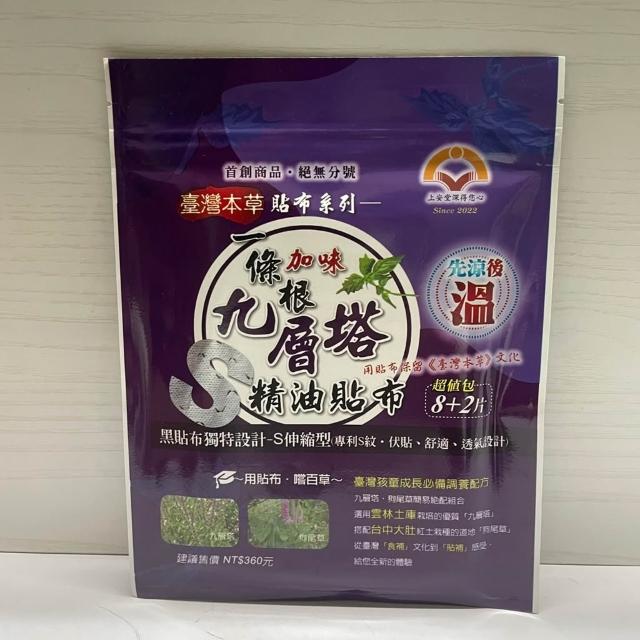 首創商品・絕無分號
臺灣本草 貼布系列
上安堂深得您心
Since 2022
一條根
加味
九層塔
精油貼布
先涼後
溫
用貼布保留《臺灣本草》文化
超值包
8+2片
黑貼布獨特設計-S伸縮型(專利S紋・伏貼、舒適、透氣設計)
～用貼布・嚐百草～
九層塔
狗尾草
建議售價 NT$360元
臺灣孩童成長必備調養配方
九層塔、狗尾草簡易絕配組合
選用雲林土庫栽培的優質「九層塔」
搭配台中大肚紅土栽種的道地「狗尾草」
從臺灣「食補」文化到「貼補」感受，
給您全新的體驗